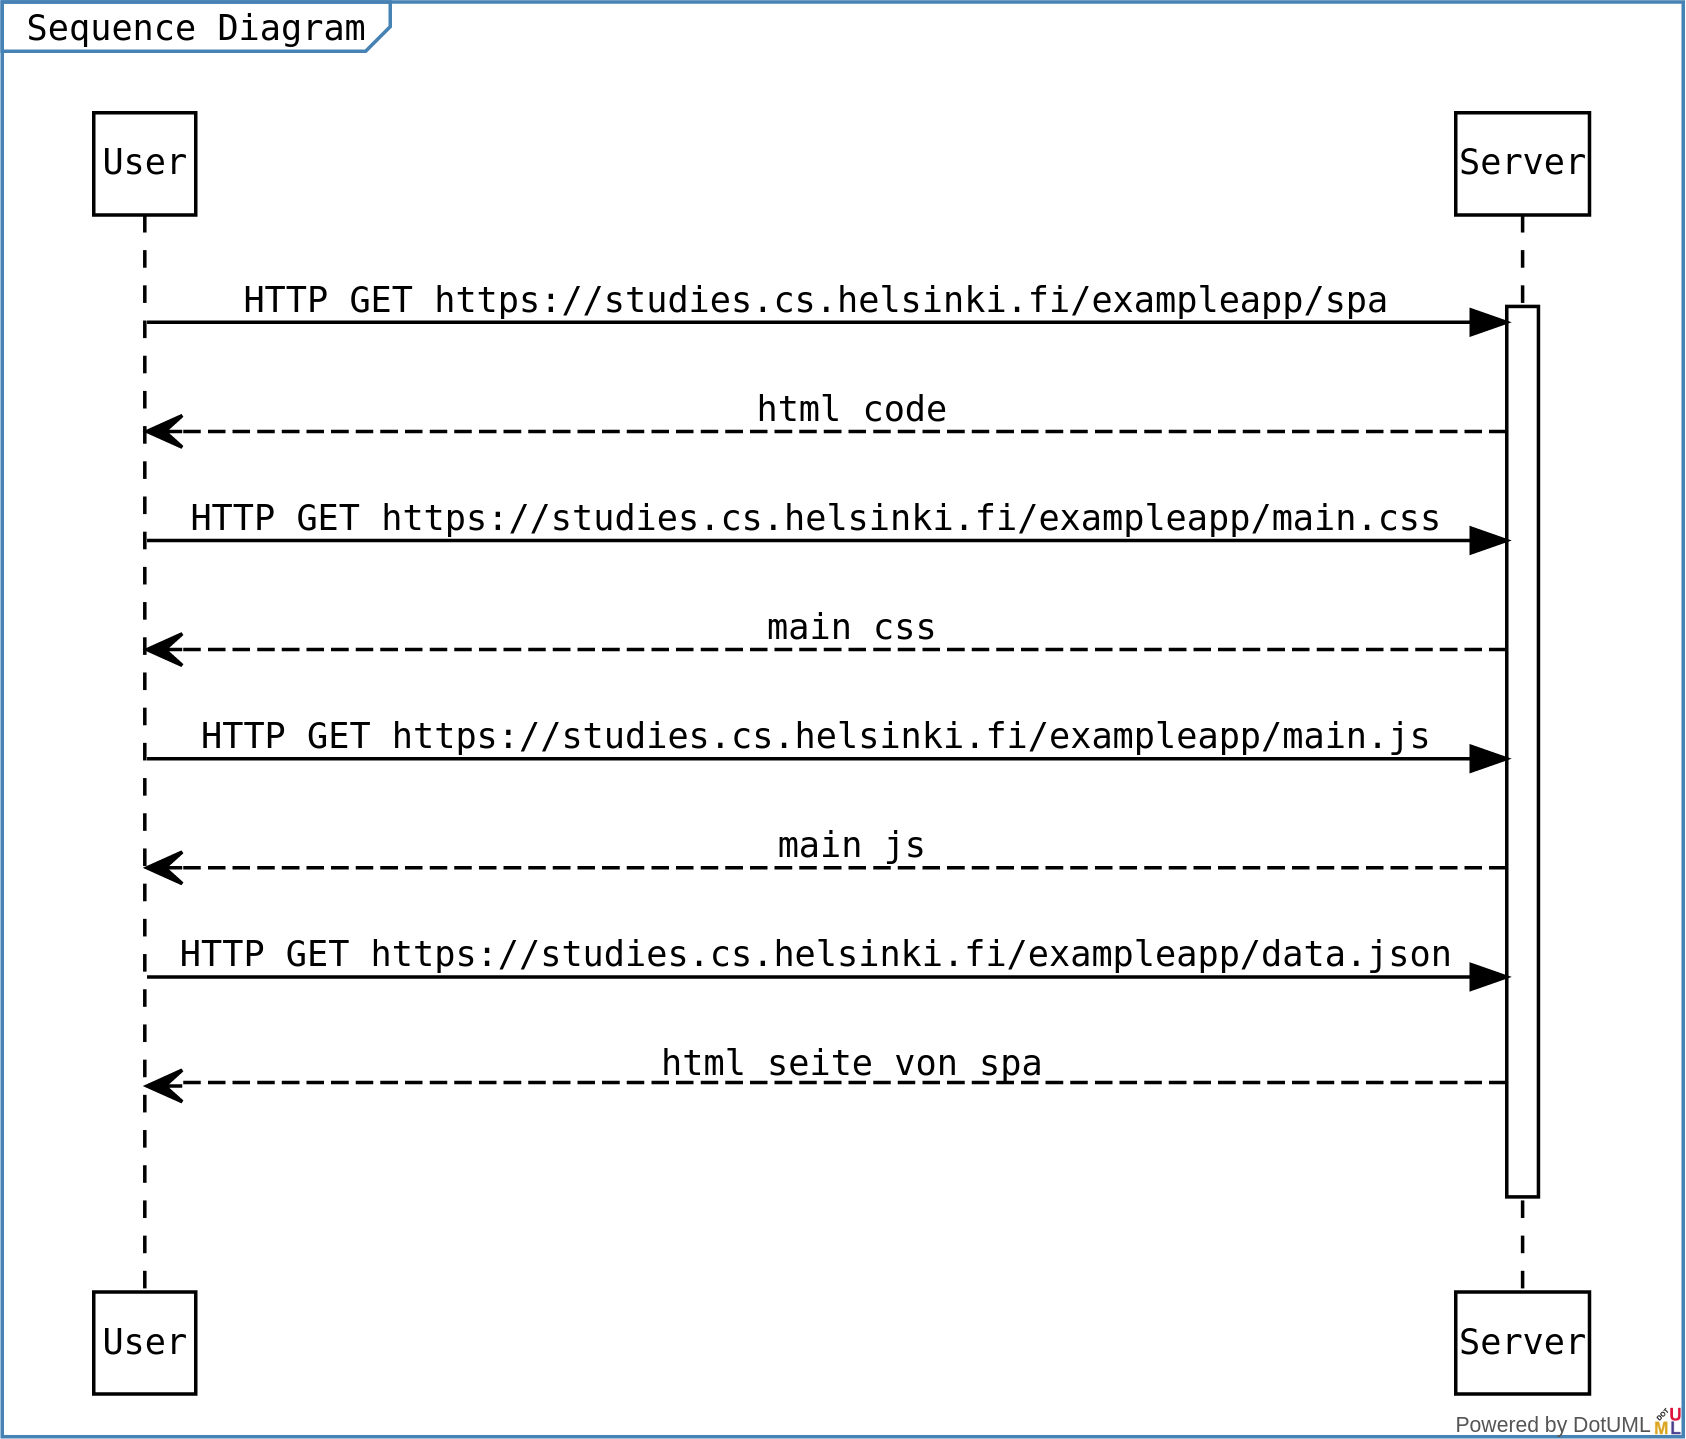 Sequence Diagram
User
Server
HTTP GET https://studies.cs.helsinki.fi/exampleapp/spa
html code
HTTP GET https://studies.cs.helsinki.fi/exampleapp/main.css
main css
HTTP GET https://studies.cs.helsinki.fi/exampleapp/main.js
main js
HTTP GET https://studies.cs.helsinki.fi/exampleapp/data.json
html seite von spa
User
Server
Powered by DotUML
DOT
U
M L